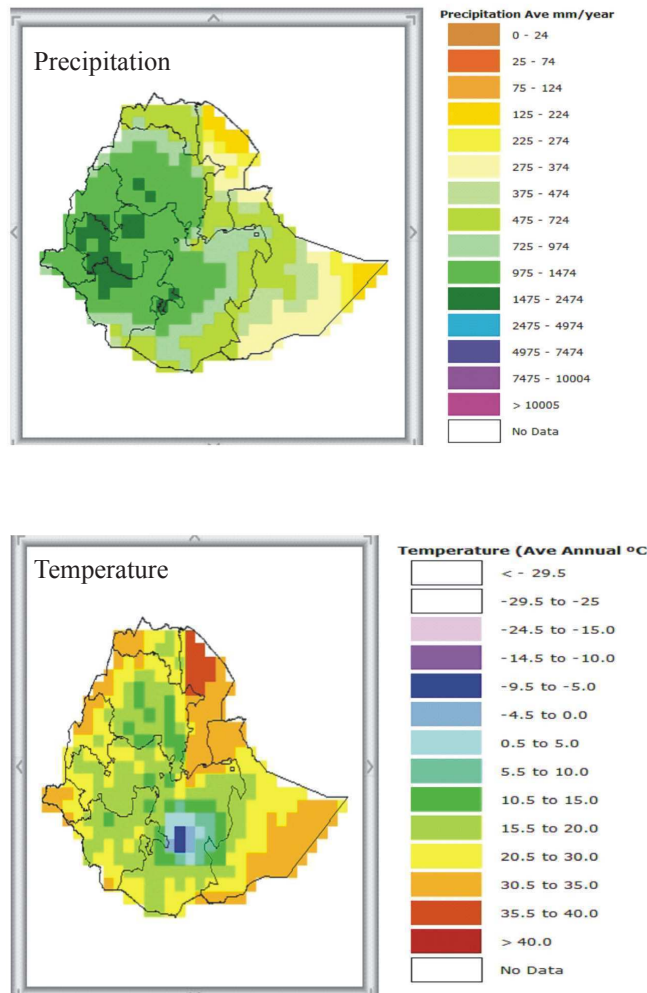 Precipitation
Precipitation Ave mm/year
0 - 24
25 - 74
75 - 124
125 - 224
225 - 274
275 - 374
375 - 474
475 - 724
725 - 974
975 - 1474
1475 - 2474
2475 - 4974
4975 - 7474
7475 - 10004
> 10005
No Data
Temperature
Temperature (Ave Annual ºC
< - 29.5
-29.5 to -25
-24.5 to -15.0
-14.5 to -10.0
-9.5 to -5.0
-4.5 to 0.0
0.5 to 5.0
5.5 to 10.0
10.5 to 15.0
15.5 to 20.0
20.5 to 30.0
30.5 to 35.0
35.5 to 40.0
> 40.0
No Data